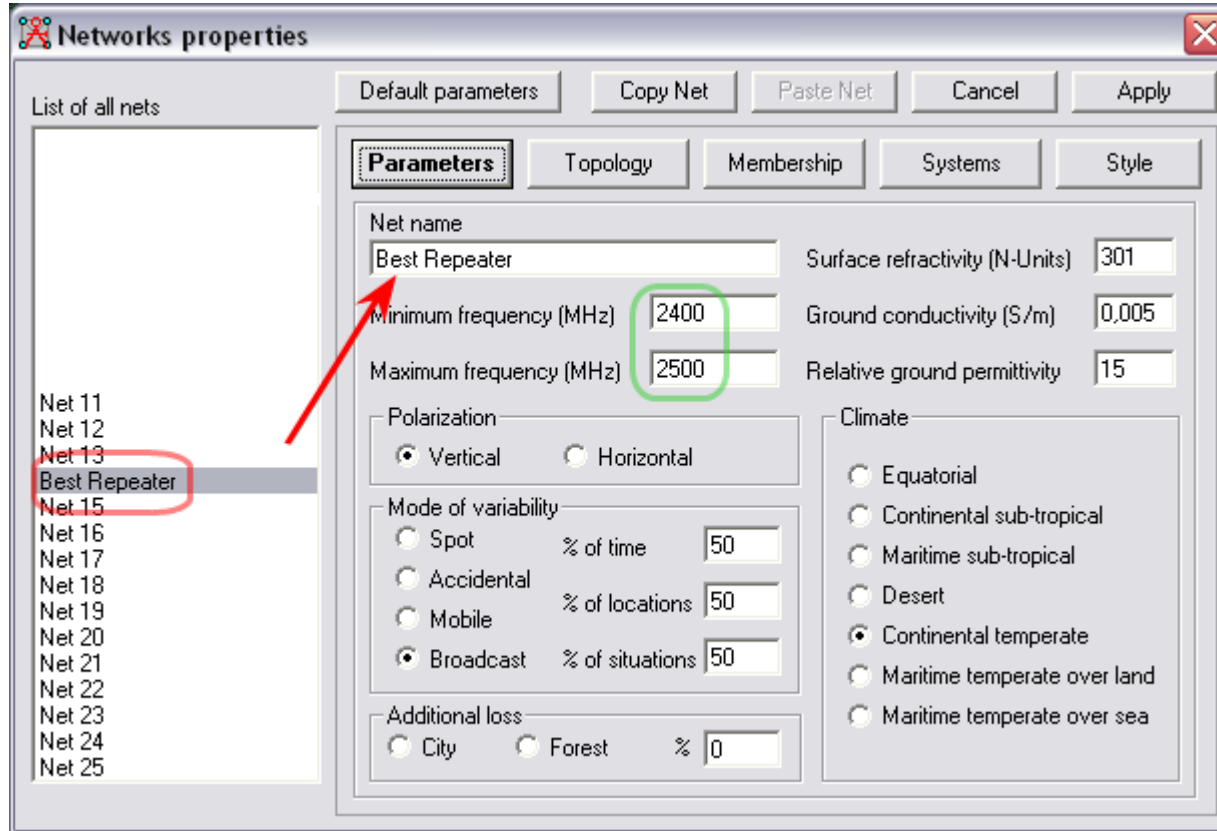 Networks properties
List of all nets
Default parameters Copy Net Paste Net Cancel Apply
Parameters Topology Membership Systems Style
Net name
Best Repeater
Surface refractivity (N-Units) 301
Minimum frequency (MHz) 2400
Ground conductivity (S/m) 0,005
Maximum frequency (MHz) 2500
Relative ground permittivity 15
Net 11
Net 12
Net 13
Best Repeater
Net 15
Net 16
Net 17
Net 18
Net 19
Net 20
Net 21
Net 22
Net 23
Net 24
Net 25
Polarization
Vertical Horizontal
Mode of variability
Spot % of time 50
Accidental
% of locations 50
Mobile
Broadcast % of situations 50
Additional loss
City Forest % 0
Climate
Equatorial
Continental sub-tropical
Maritime sub-tropical
Desert
Continental temperate
Maritime temperate over land
Maritime temperate over sea